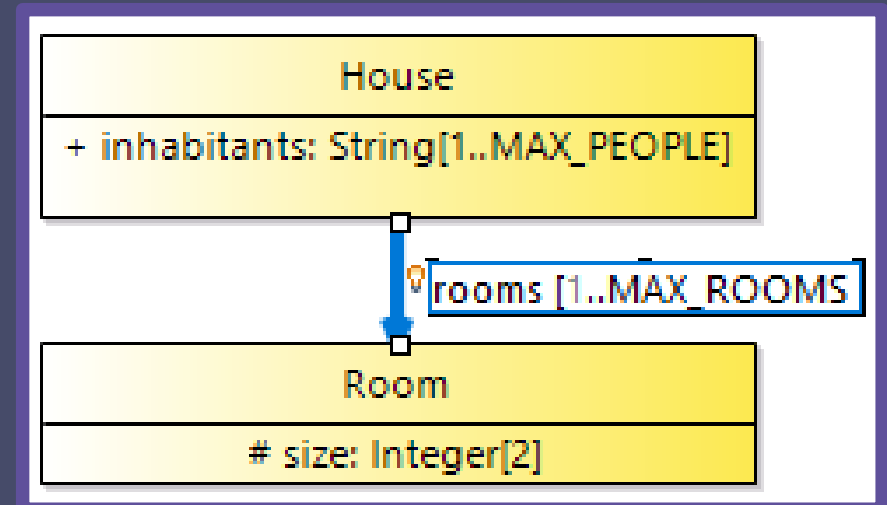 House
+ inhabitants: String[1..MAX_PEOPLE]
rooms [1..MAX_ROOMS
Room
# size: Integer[2]